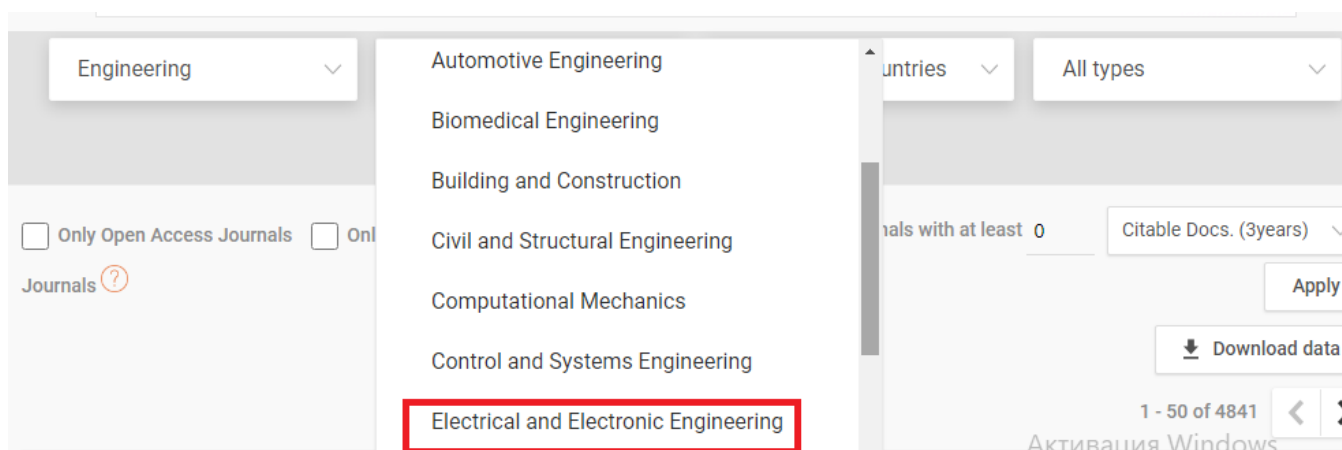 Engineering
Automotive Engineering
untries
All types
Biomedical Engineering
Building and Construction
Only Open Access Journals
Onl
Civil and Structural Engineering
nals with at least 0
Citable Docs. (3years)
Journals ?
Computational Mechanics
Apply
Control and Systems Engineering
Download data
Electrical and Electronic Engineering
1 - 50 of 4841
Активация Windows